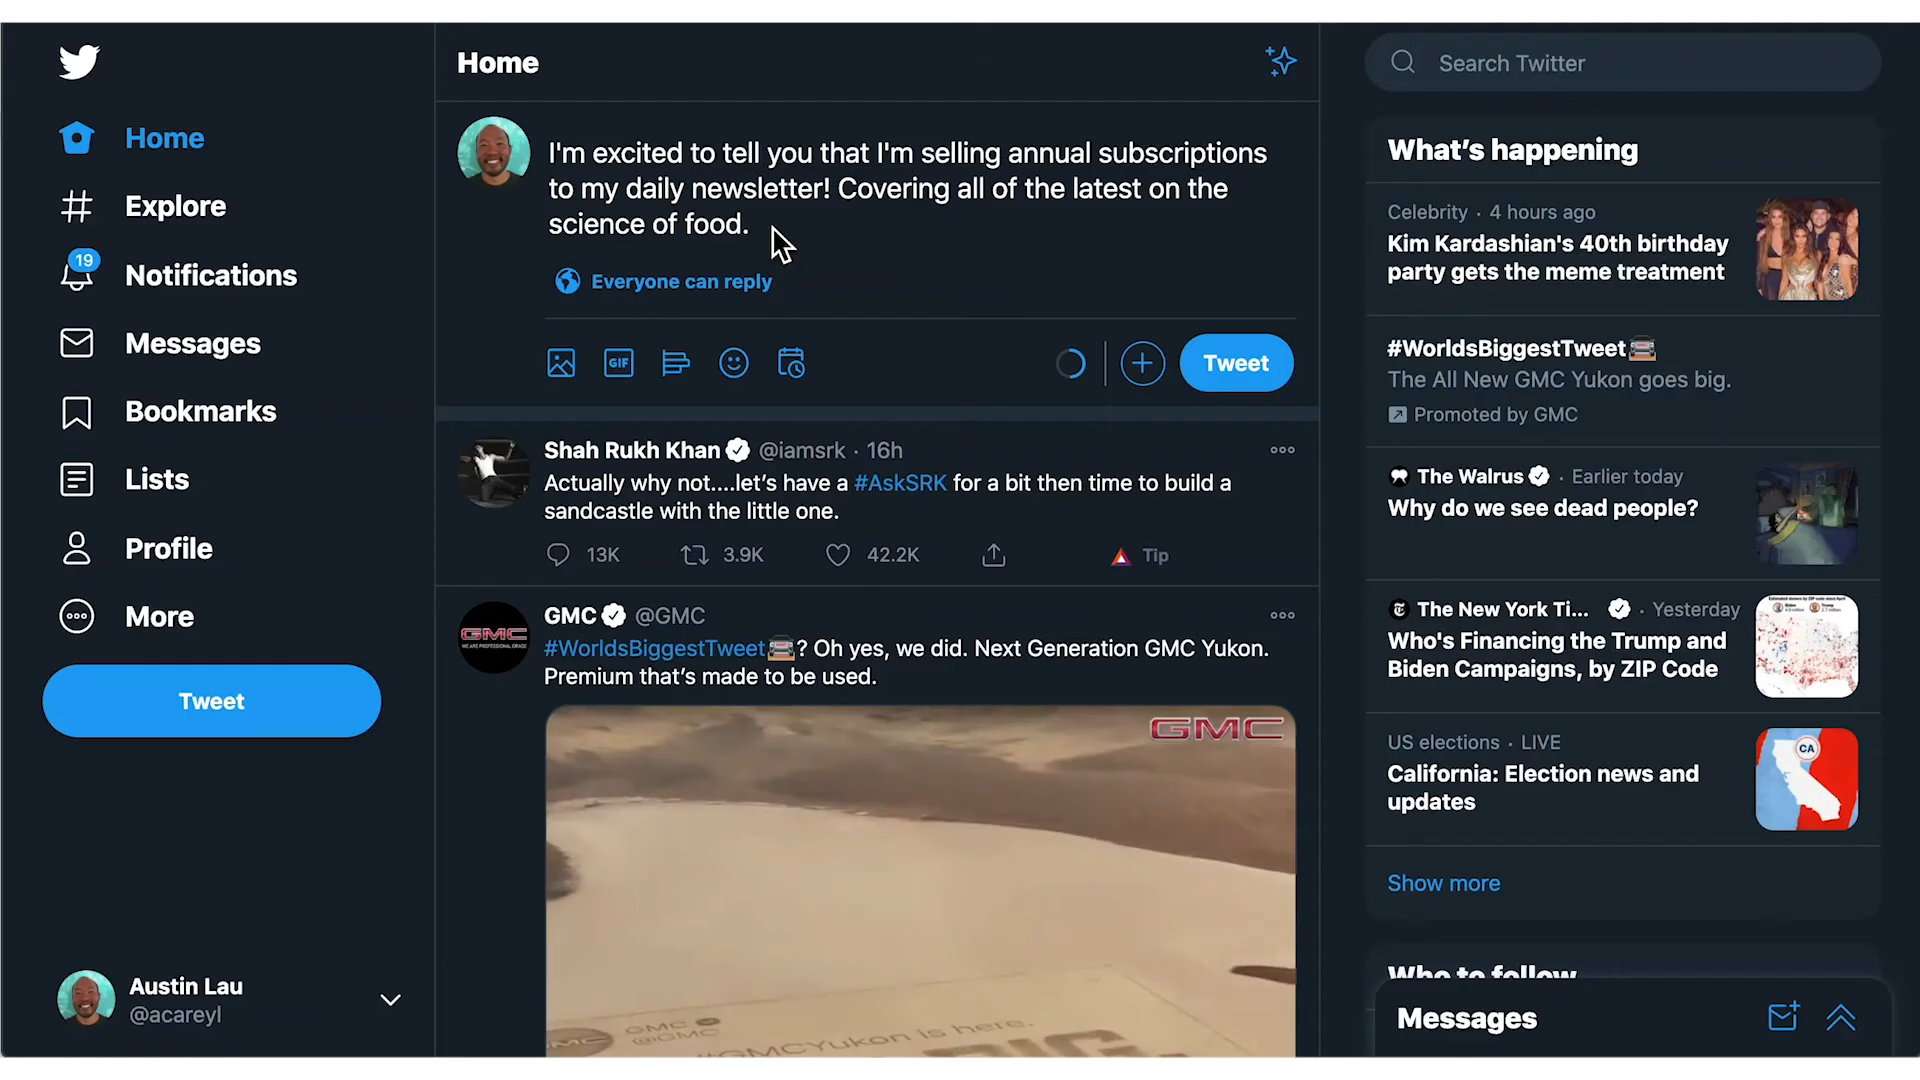 Home
Explore
19
Notifications
Messages
Bookmarks
Lists
Profile
More
Tweet
Austin Lau
@acareyl
Home
I'm excited to tell you that I'm selling annual subscriptions
to my daily newsletter! Covering all of the latest on the
science of food.
Everyone can reply
GIF
Tweet
Shah Rukh Khan @iamsrk · 16h
Actually why not....let's have a #AskSRK for a bit then time to build a
sandcastle with the little one.
13K 3.9K 42.2K Tip
GMC
GMC @GMC
#WorldsBiggestTweet ? Oh yes, we did. Next Generation GMC Yukon.
Premium that's made to be used.
GMC
GMC
@GMC
#GMCYukon is here.
BIG.
Search Twitter
What's happening
Celebrity · 4 hours ago
Kim Kardashian's 40th birthday
party gets the meme treatment
#WorldsBiggestTweet
The All New GMC Yukon goes big.
Promoted by GMC
The Walrus · Earlier today
Why do we see dead people?
The New York Ti... · Yesterday
Who's Financing the Trump and
Biden Campaigns, by ZIP Code
US elections · LIVE
California: Election news and
updates
CA
Show more
Who to follow
Messages